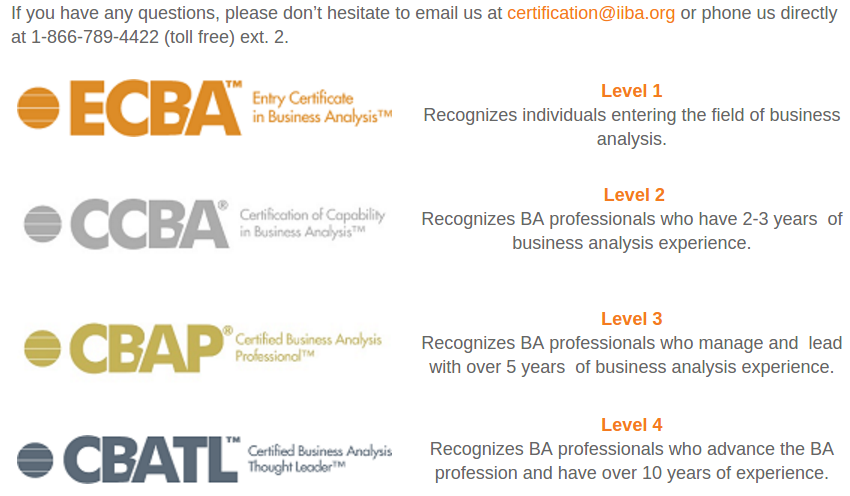 If you have any questions, please don’t hesitate to email us at certification@iiba.org or phone us directly
at 1-866-789-4422 (toll free) ext. 2.
ECBA™ Entry Certificate
in Business Analysis™
Level 1
Recognizes individuals entering the field of business
analysis.
CCBA® Certification of Capability
in Business Analysis™
Level 2
Recognizes BA professionals who have 2-3 years  of
business analysis experience.
CBAP® Certified Business Analysis
Professional™
Level 3
Recognizes BA professionals who manage and  lead
with over 5 years  of business analysis experience.
CBATL™ Certified Business Analysis
Thought Leader™
Level 4
Recognizes BA professionals who advance the BA
profession and have over 10 years of experience.